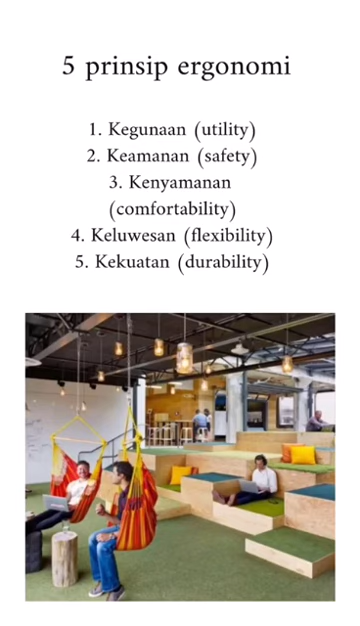 5 prinsip ergonomi
1. Kegunaan (utility)
2. Keamanan (safety)
3. Kenyamanan
(comfortability)
4. Keluwesan (flexibility)
5. Kekuatan (durability)